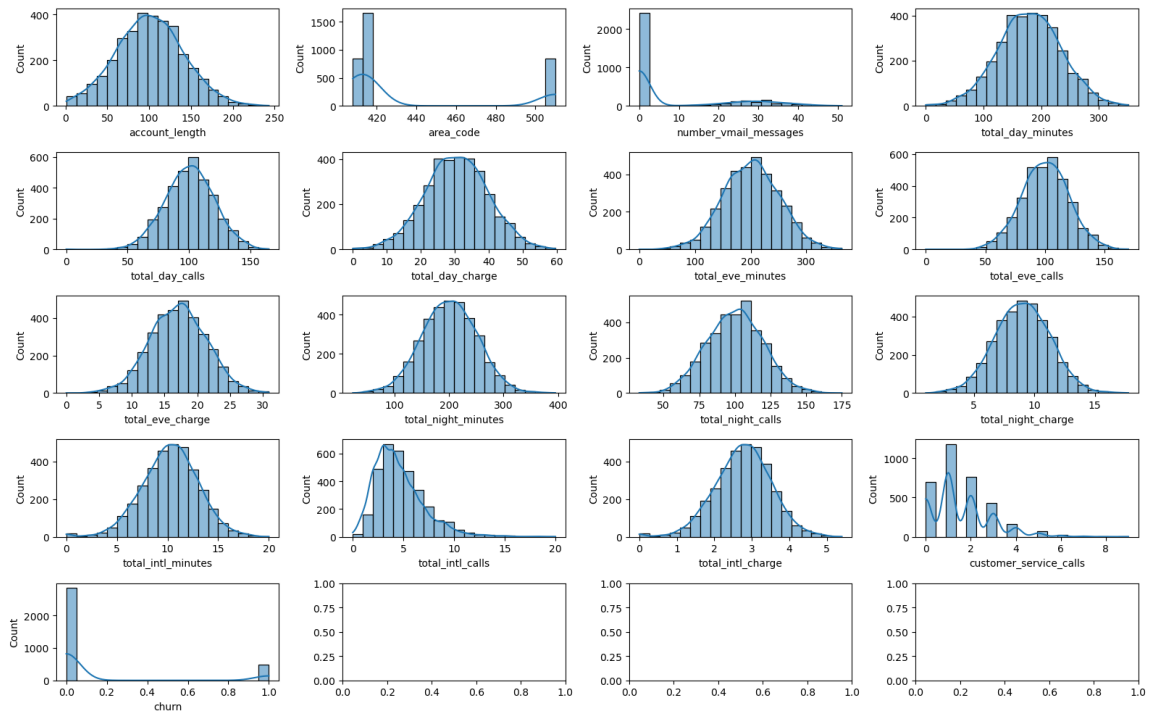 400
200
0
Count
0 50 100 150 200 250
account_length
1500
1000
500
0
Count
420 440 460 480 500
area_code
2000
1000
0
Count
0 10 20 30 40 50
number_vmail_messages
400
200
0
Count
0 100 200 300
total_day_minutes
600
400
200
0
Count
0 50 100 150
total_day_calls
400
200
0
Count
0 10 20 30 40 50 60
total_day_charge
400
200
0
Count
0 100 200 300
total_eve_minutes
600
400
200
0
Count
0 50 100 150
total_eve_calls
400
200
0
Count
0 5 10 15 20 25 30
total_eve_charge
400
200
0
Count
100 200 300 400
total_night_minutes
400
200
0
Count
50 75 100 125 150 175
total_night_calls
400
200
0
Count
5 10 15
total_night_charge
400
200
0
Count
0 5 10 15 20
total_intl_minutes
600
400
200
0
Count
0 5 10 15 20
total_intl_calls
400
200
0
Count
0 1 2 3 4 5
total_intl_charge
1000
500
0
Count
0 2 4 6 8
customer_service_calls
2000
1000
0
Count
0.0 0.2 0.4 0.6 0.8 1.0
churn
1.00
0.75
0.50
0.25
0.00
0.0 0.2 0.4 0.6 0.8 1.0
1.00
0.75
0.50
0.25
0.00
0.0 0.2 0.4 0.6 0.8 1.0
1.00
0.75
0.50
0.25
0.00
0.0 0.2 0.4 0.6 0.8 1.0